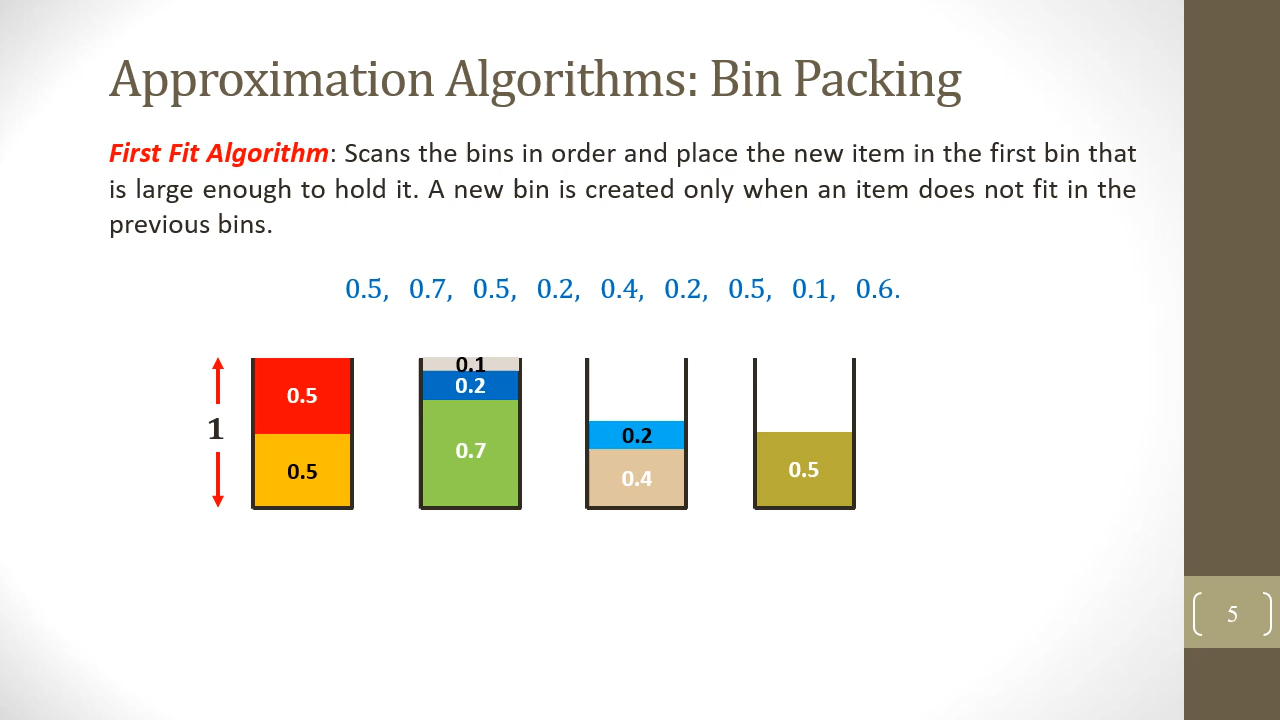 Approximation Algorithms: Bin Packing
First Fit Algorithm: Scans the bins in order and place the new item in the first bin that
is large enough to hold it. A new bin is created only when an item does not fit in the
previous bins.
0.5, 0.7, 0.5, 0.2, 0.4, 0.2, 0.5, 0.1, 0.6.
1
0.5
0.5
0.1
0.2
0.7
0.2
0.4
0.5
5